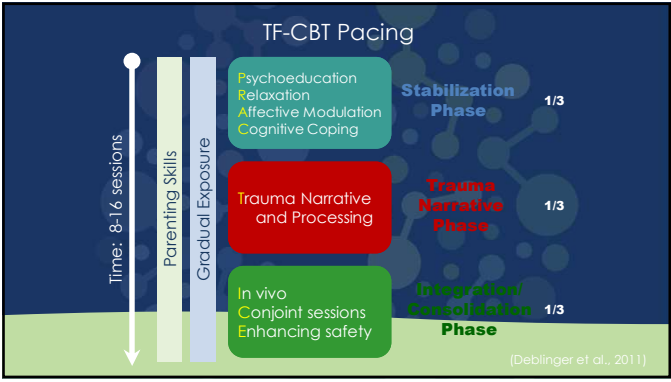 TF-CBT Pacing
Time: 8-16 sessions
Parenting Skills
Gradual Exposure
Psychoeducation
Relaxation
Affective Modulation
Cognitive Coping
Stabilization
Phase
1/3
Trauma Narrative
and Processing
Trauma
Narrative
Phase
1/3
In vivo
Conjoint sessions
Enhancing safety
Integration/
Consolidation
Phase
1/3
(Deblinger et al., 2011)